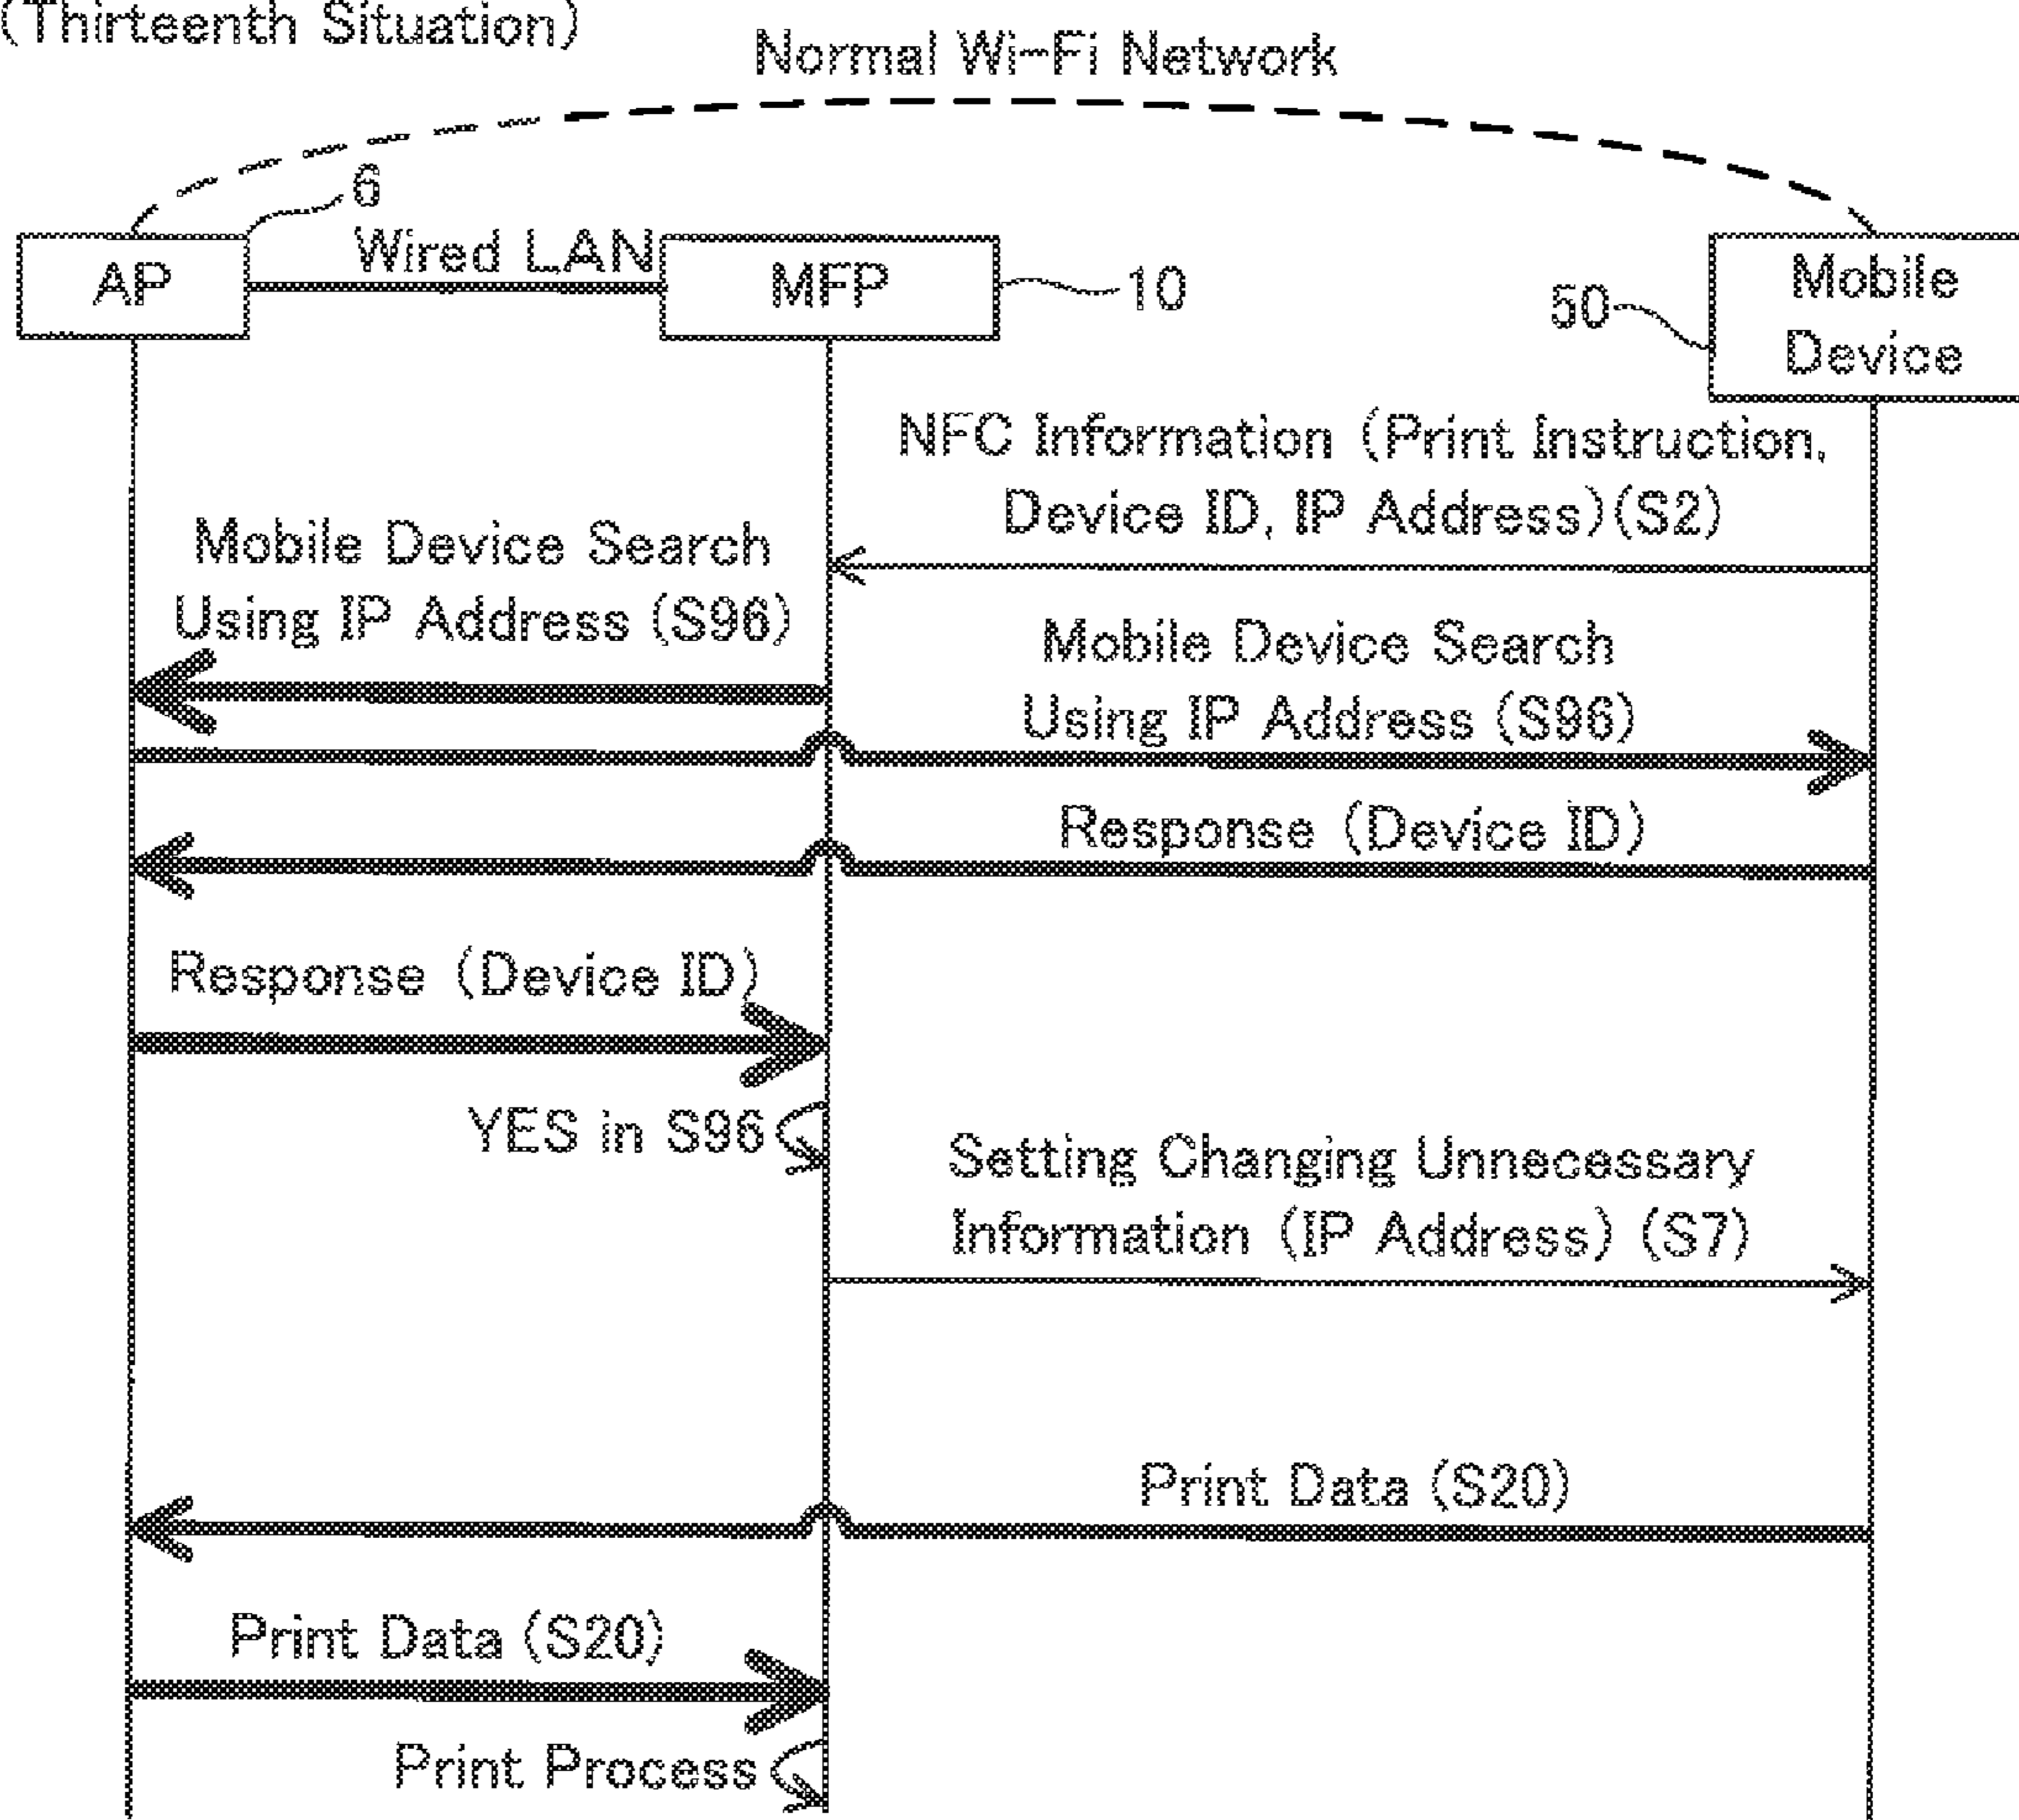 (Thirteenth Situation)
Normal Wi-Fi Network
6
AP
Wired LAN
MFP
10
50
Mobile
Device
NFC Information (Print Instruction,
Device ID, IP Address)(S2)
Mobile Device Search
Using IP Address (S96)
Mobile Device Search
Using IP Address (S96)
Response (Device ID)
Response (Device ID)
YES in S96
Setting Changing Unnecessary
Information (IP Address) (S7)
Print Data (S20)
Print Data (S20)
Print Process